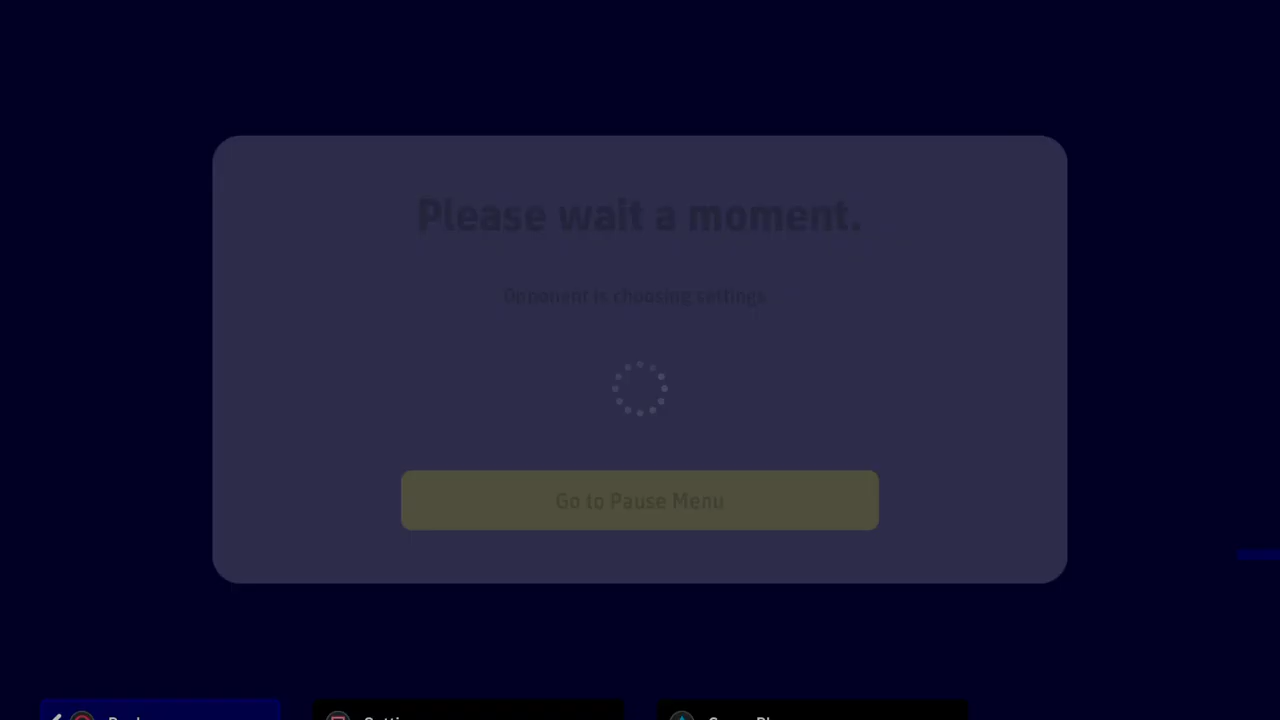 Please wait a moment.
Opponent is choosing settings
Go to Pause Menu